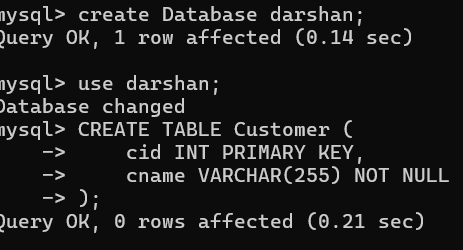 mysql> create Database darshan;
Query OK, 1 row affected (0.14 sec)
mysql> use darshan;
Database changed
mysql> CREATE TABLE Customer (
    ->     cid INT PRIMARY KEY,
    ->     cname VARCHAR(255) NOT NULL
    -> );
Query OK, 0 rows affected (0.21 sec)